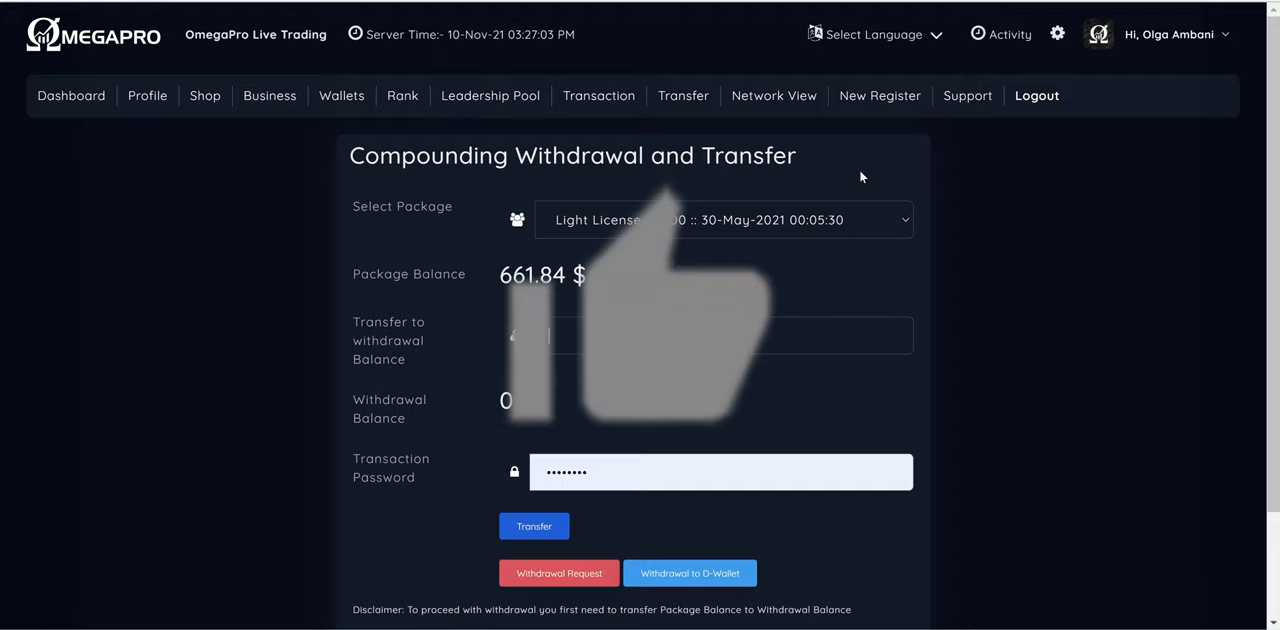 ΩMEGAPRO
OmegaPro Live Trading
Server Time:- 10-Nov-21 03:27:03 PM
Select Language
Activity
Hi, Olga Ambani
Dashboard
Profile
Shop
Business
Wallets
Rank
Leadership Pool
Transaction
Transfer
Network View
New Register
Support
Logout
Compounding Withdrawal and Transfer
Select Package
Light License 00 :: 30-May-2021 00:05:30
Package Balance
661.84 $
Transfer to
withdrawal
Balance
Withdrawal
Balance
0
Transaction
Password
••••••••
Transfer
Withdrawal Request
Withdrawal to D-Wallet
Disclaimer: To proceed with withdrawal you first need to transfer Package Balance to Withdrawal Balance